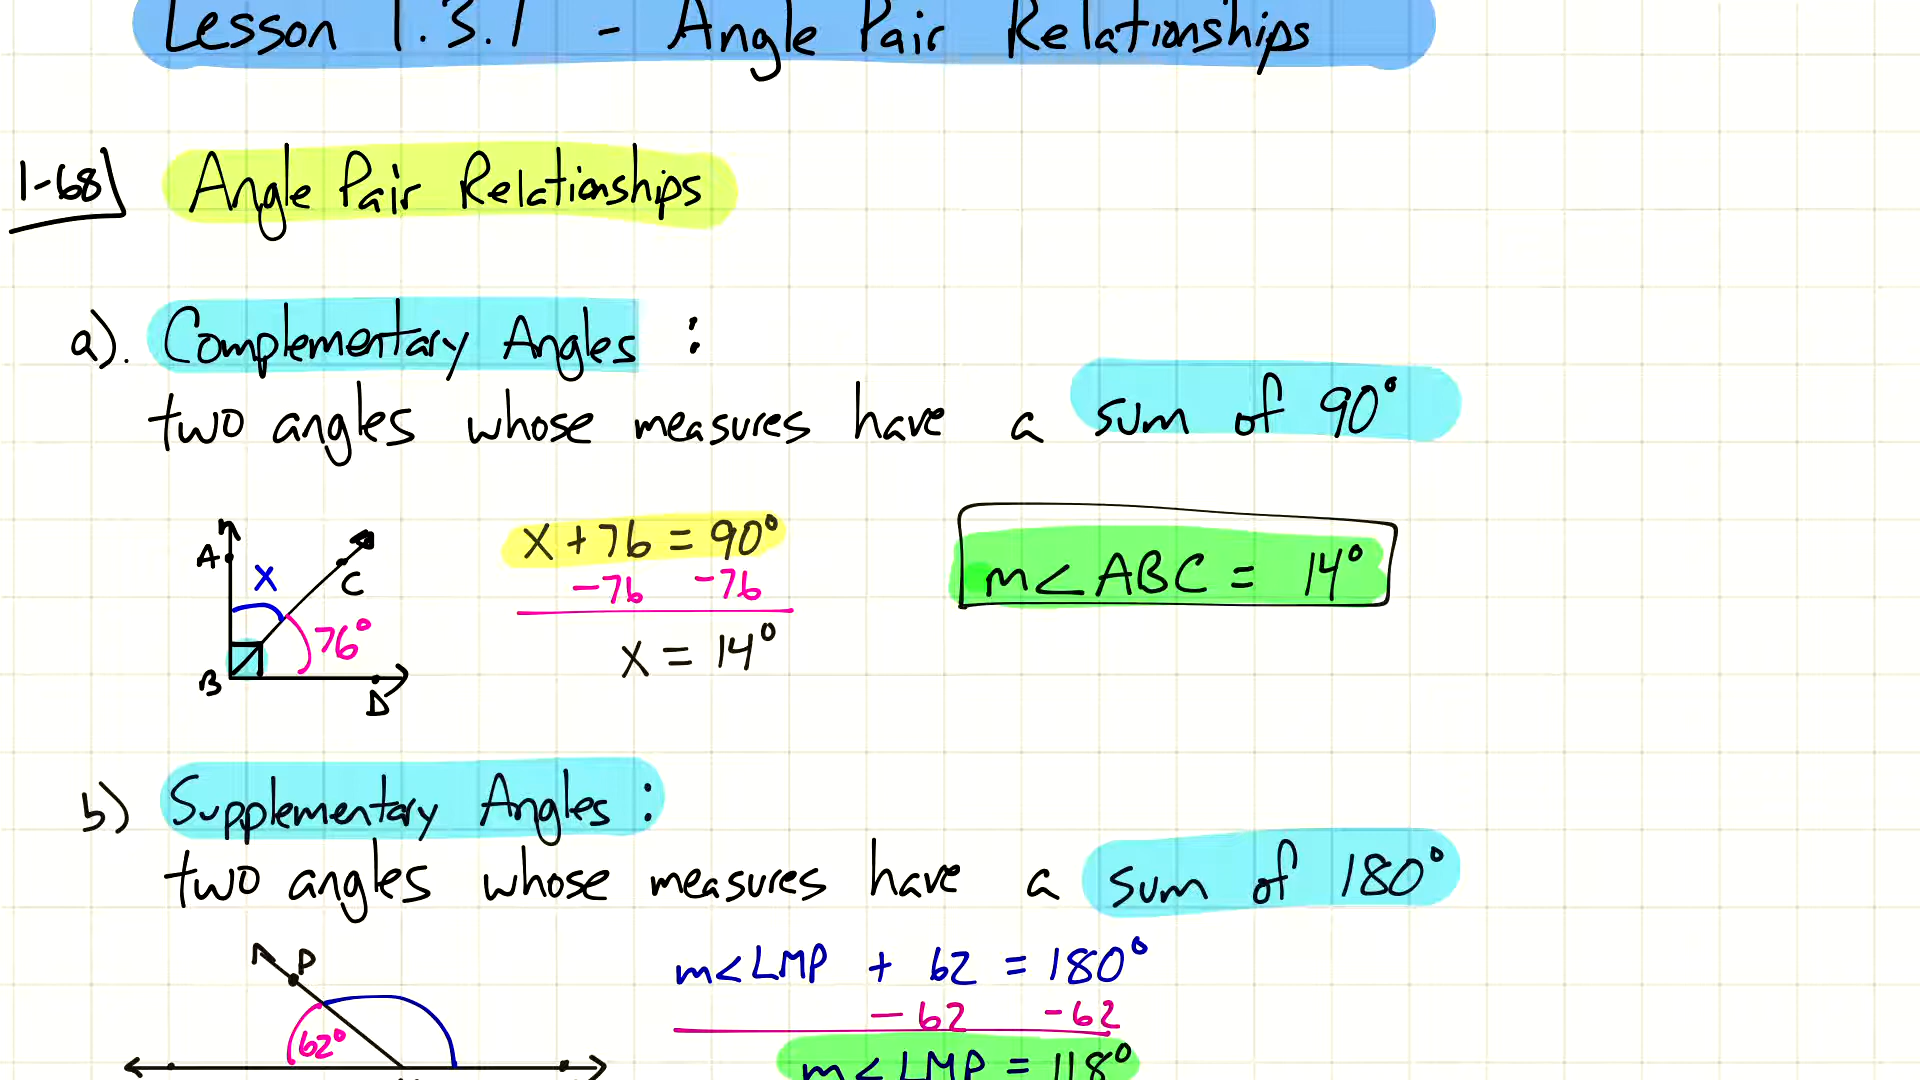 Lesson 1.3.1 - Angle Pair Relationships
1-68) Angle Pair Relationships
a). Complementary Angles :
two angles whose measures have a sum of 90°
A
X
C
76°
B
D
x + 76 = 90°
-76 -76
x = 14°
m∠ABC = 14°
b) Supplementary Angles :
two angles whose measures have a sum of 180°
P
62°
m∠LMP + 62 = 180°
- 62 -62
m∠LMP = 118°